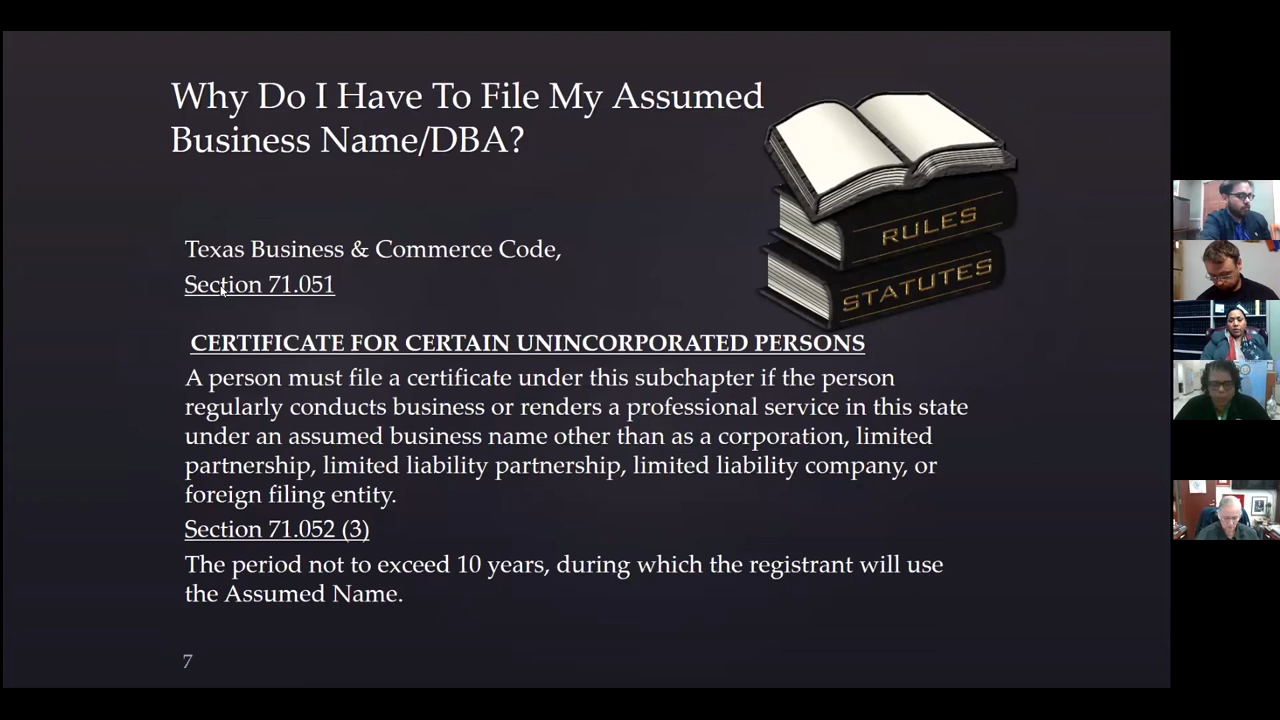 Why Do I Have To File My Assumed
Business Name/DBA?
RULES
STATUTES
Texas Business & Commerce Code,
Section 71.051
CERTIFICATE FOR CERTAIN UNINCORPORATED PERSONS
A person must file a certificate under this subchapter if the person
regularly conducts business or renders a professional service in this state
under an assumed business name other than as a corporation, limited
partnership, limited liability partnership, limited liability company, or
foreign filing entity.
Section 71.052 (3)
The period not to exceed 10 years, during which the registrant will use
the Assumed Name.
7